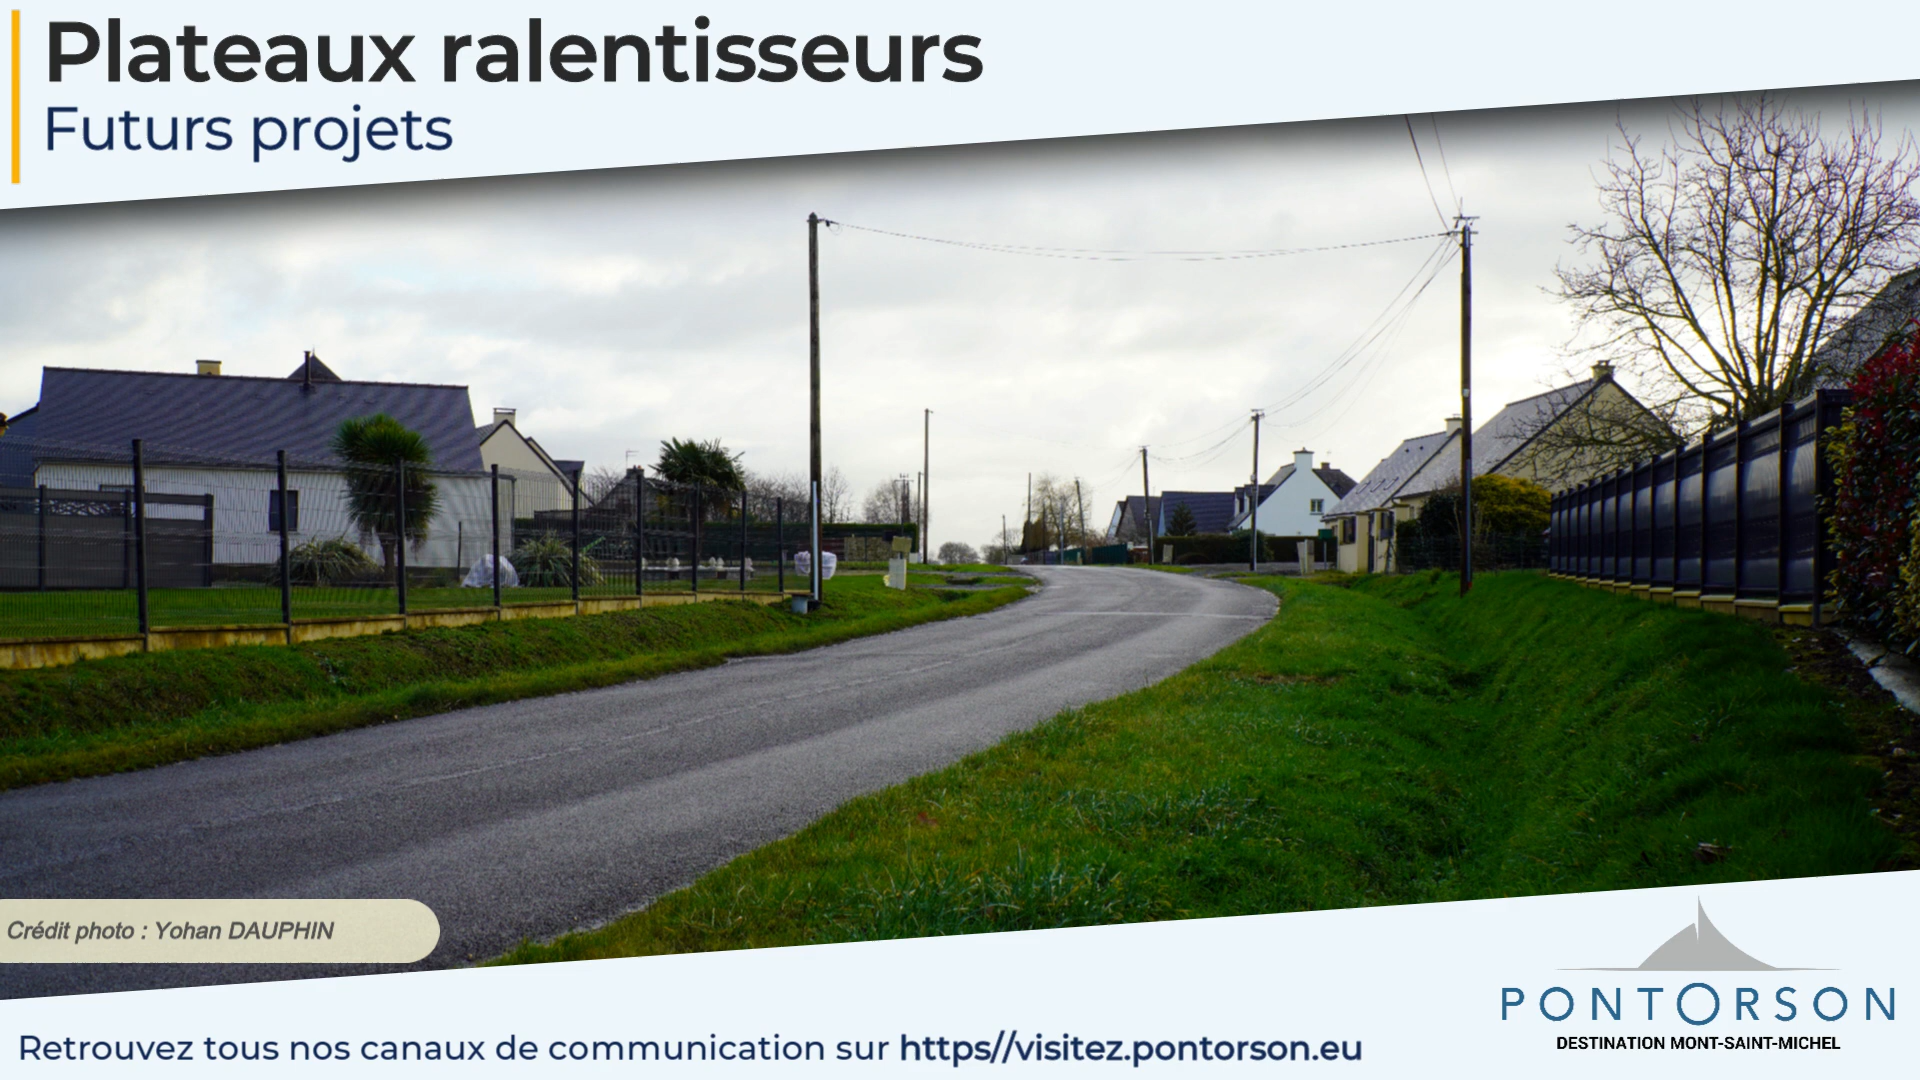 Plateaux ralentisseurs
Futurs projets
Crédit photo : Yohan DAUPHIN
PONTORSON
DESTINATION MONT-SAINT-MICHEL
Retrouvez tous nos canaux de communication sur https//visitez.pontorson.eu